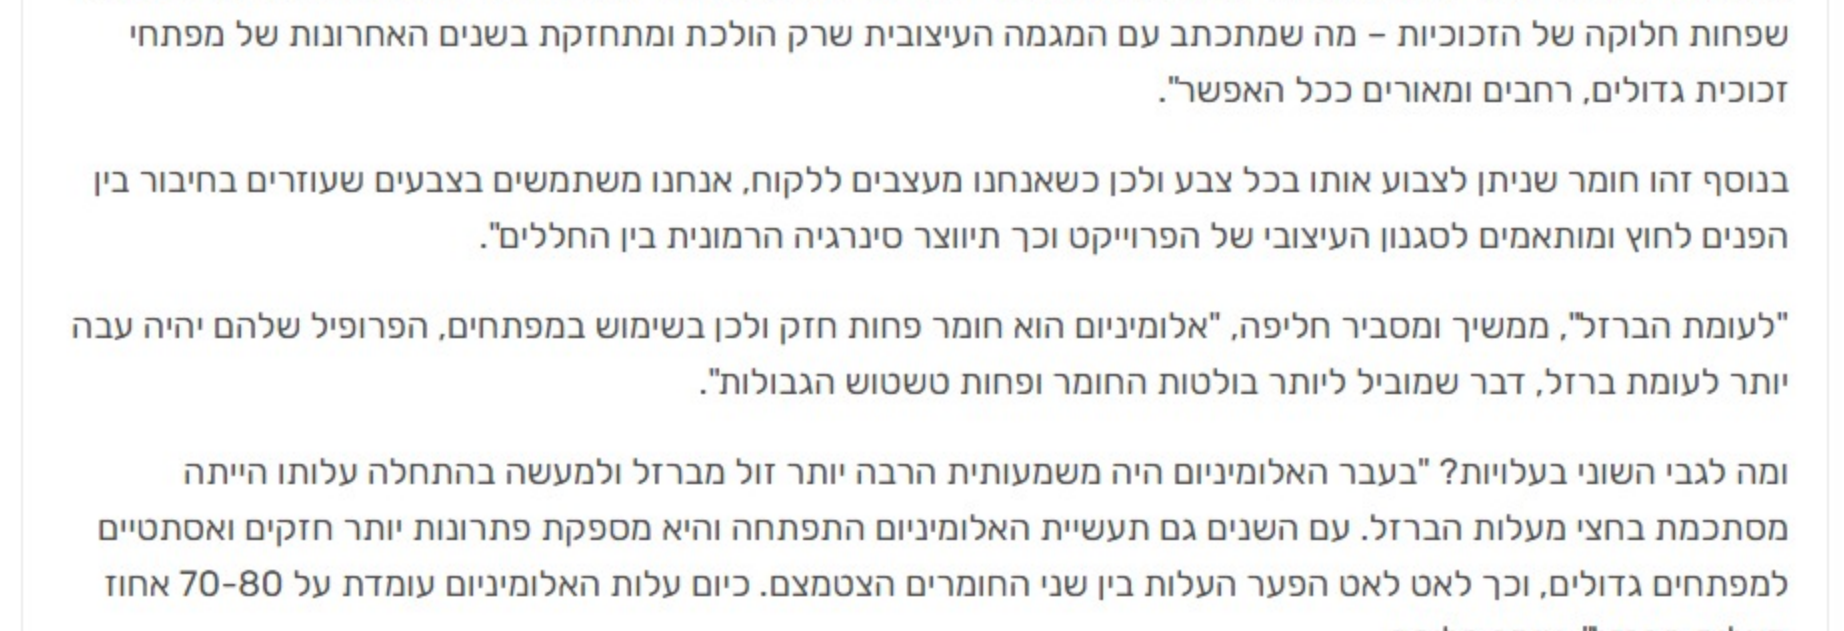 שפחות חלוקה של הזכוכיות – מה שמתכתב עם המגמה העיצובית שרק הולכת ומתחזקת בשנים האחרונות של מפתחי
זכוכית גדולים, רחבים ומאורים ככל האפשר".
בנוסף זהו חומר שניתן לצבוע אותו בכל צבע ולכן כשאנחנו מעצבים ללקוח, אנחנו משתמשים בצבעים שעוזרים בחיבור בין
הפנים לחוץ ומותאמים לסגנון העיצובי של הפרוייקט וכך תיווצר סינרגיה הרמונית בין החללים".
"לעומת הברזל", ממשיך ומסביר חליפה, "אלומיניום הוא חומר פחות חזק ולכן בשימוש במפתחים, הפרופיל שלהם יהיה עבה
יותר לעומת ברזל, דבר שמוביל ליותר בולטות החומר ופחות טשטוש הגבולות".
ומה לגבי השוני בעלויות? "בעבר האלומיניום היה משמעותית הרבה יותר זול מברזל ולמעשה בהתחלה עלותו הייתה
מסתכמת בחצי מעלות הברזל. עם השנים גם תעשיית האלומיניום התפתחה והיא מספקת פתרונות יותר חזקים ואסתטיים
למפתחים גדולים, וכך לאט לאט הפער העלות בין שני החומרים הצטמצם. כיום עלות האלומיניום עומדת על 70-80 אחוז